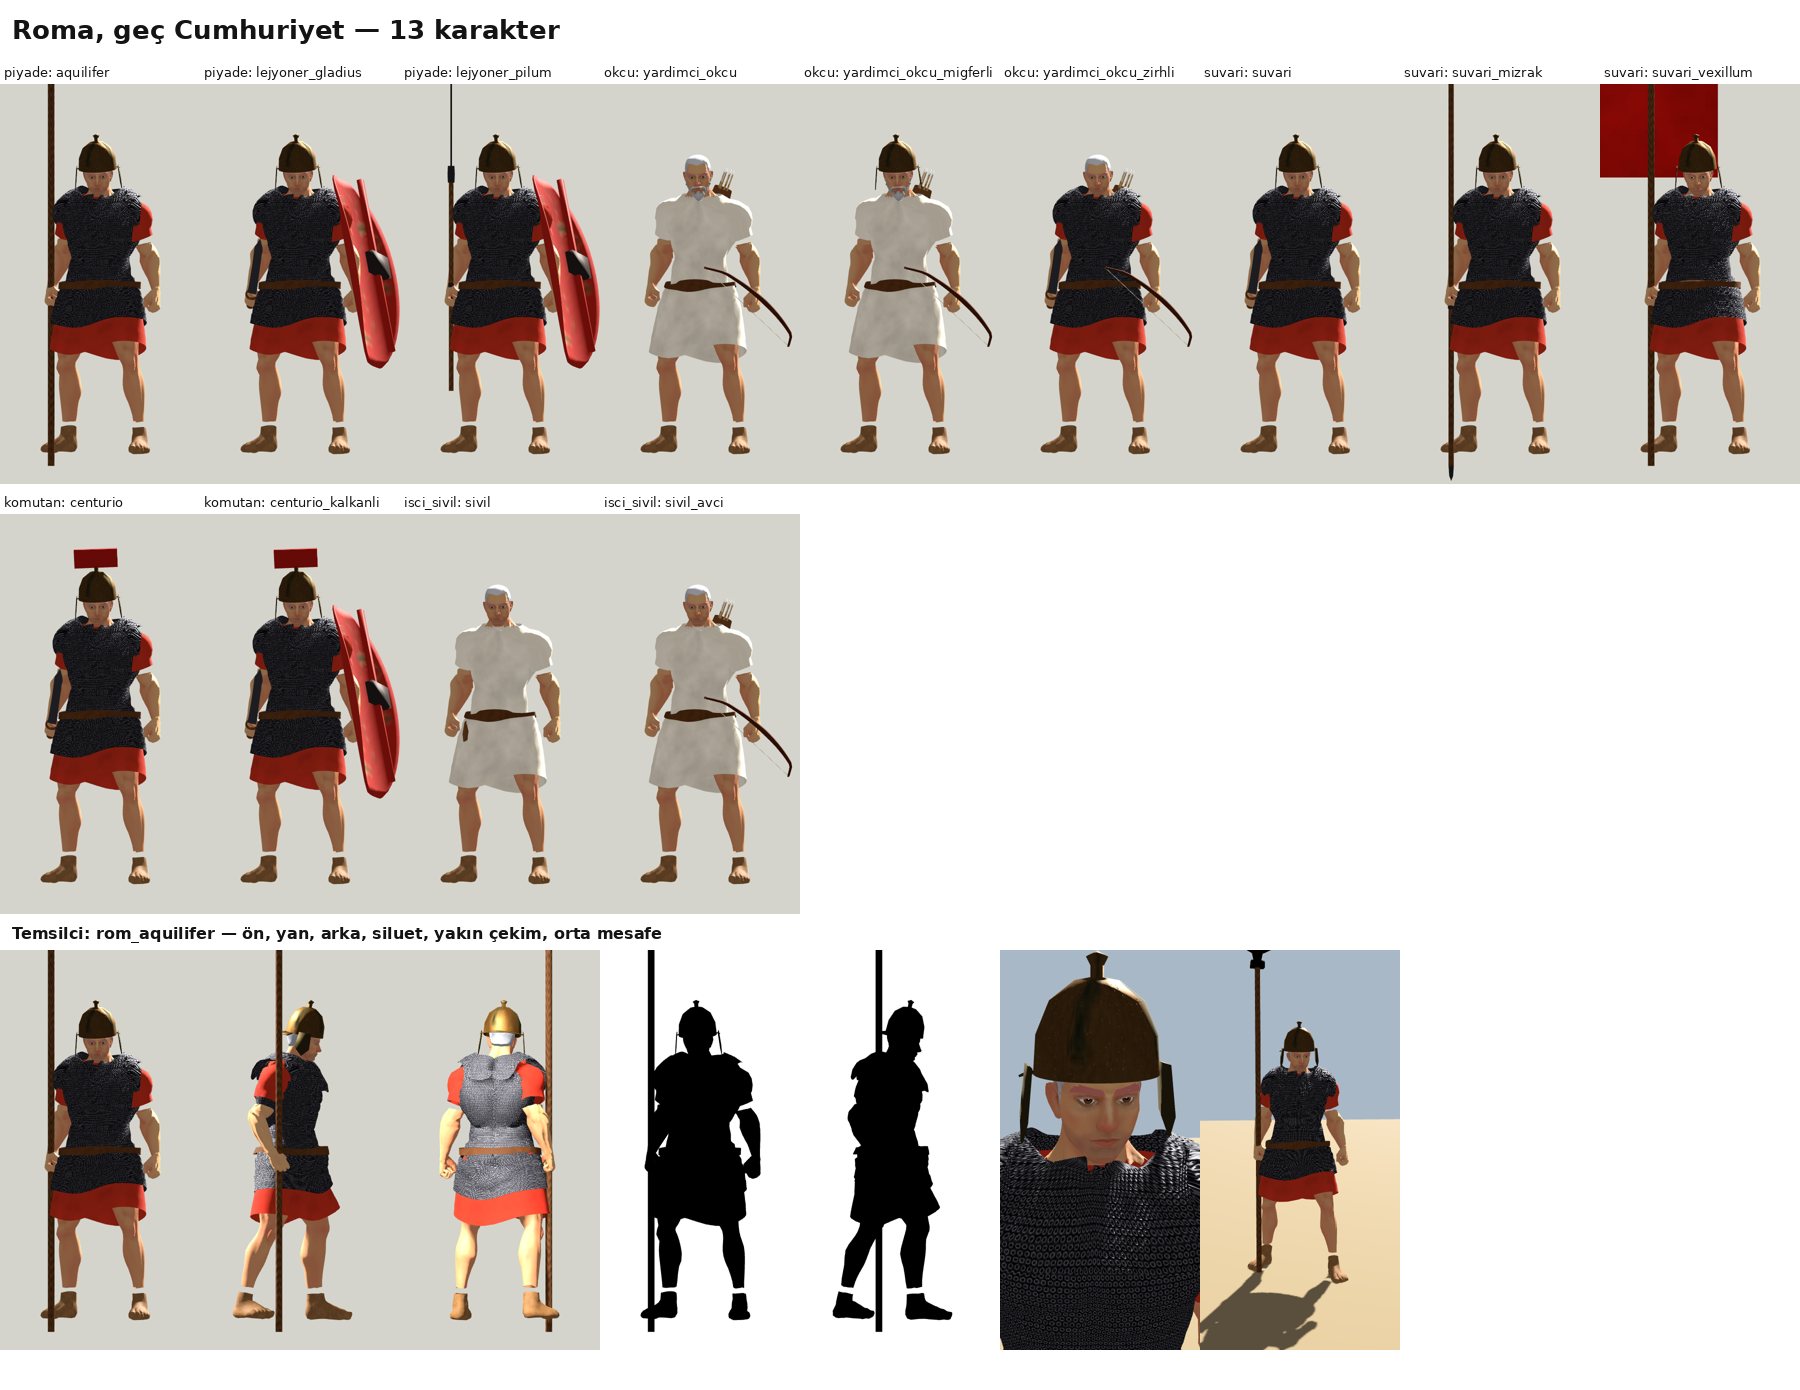 Roma, geç Cumhuriyet — 13 karakter
piyade: aquilifer
piyade: lejyoner_gladius
piyade: lejyoner_pilum
okcu: yardimci_okcu
okcu: yardimci_okcu_migferli
okcu: yardimci_okcu_zirhli
suvari: suvari
suvari: suvari_mizrak
suvari: suvari_vexillum
komutan: centurio
komutan: centurio_kalkanli
isci_sivil: sivil
isci_sivil: sivil_avci
Temsilci: rom_aquilifer — ön, yan, arka, siluet, yakın çekim, orta mesafe